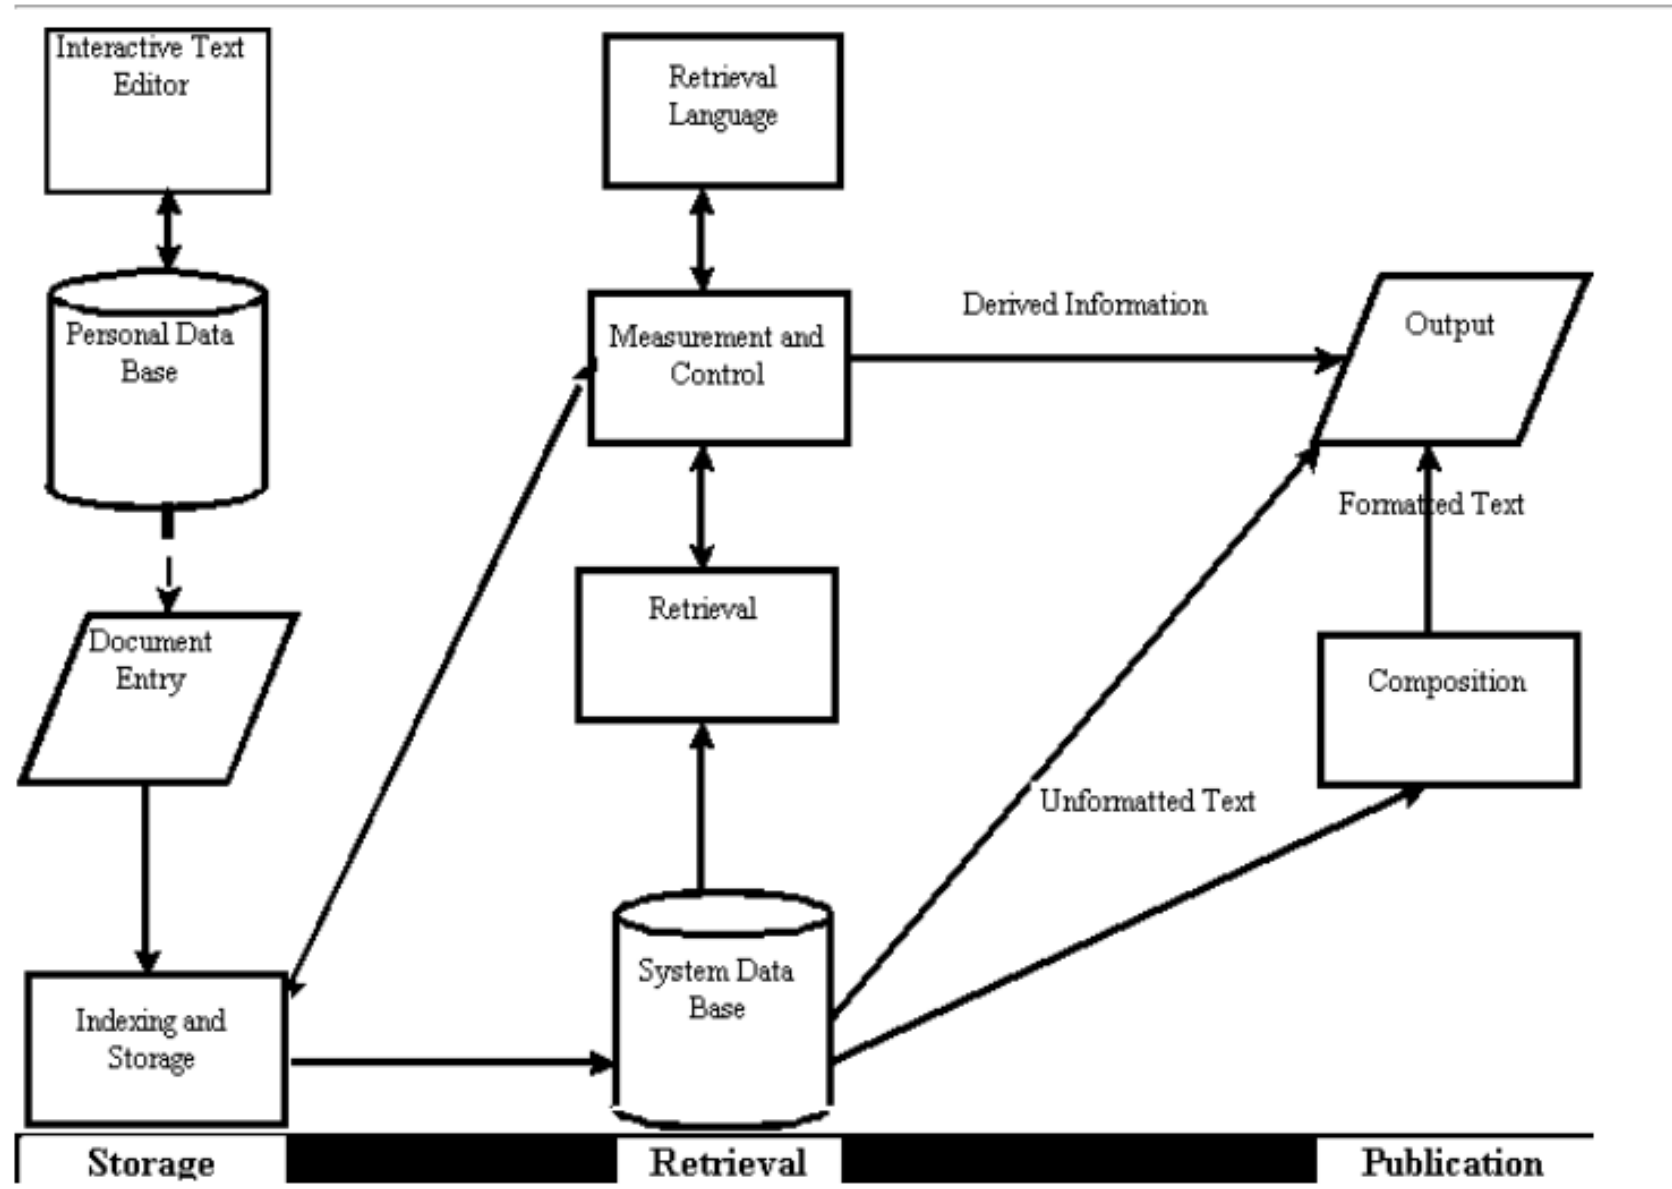 Interactive Text
Editor
Personal Data
Base
Document
Entry
Indexing and
Storage
Retrieval
Language
Measurement and
Control
Retrieval
System Data
Base
Derived Information
Output
Formatted Text
Composition
Unformatted Text
Storage
Retrieval
Publication